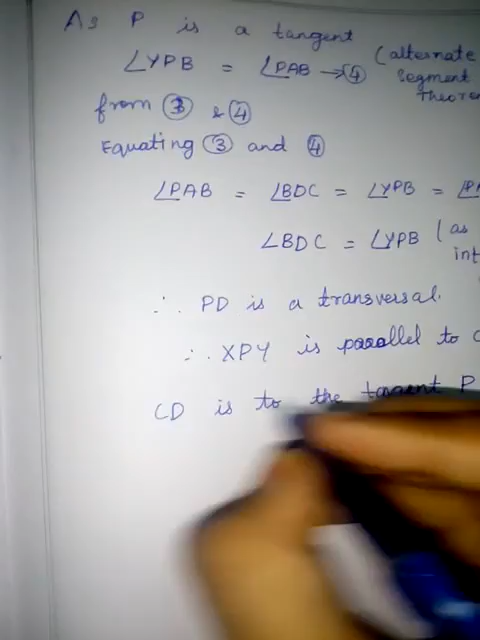 As P is a tangent
∠YPB = ∠PAB → ④ (alternate
segment
from ③ & ④
Equating ③ and ④
∠PAB = ∠BDC = ∠YPB =
∠BDC = ∠YPB (as
∴ PD is a transversal.
∴ XPY is parallel to
CD is to the tangent P